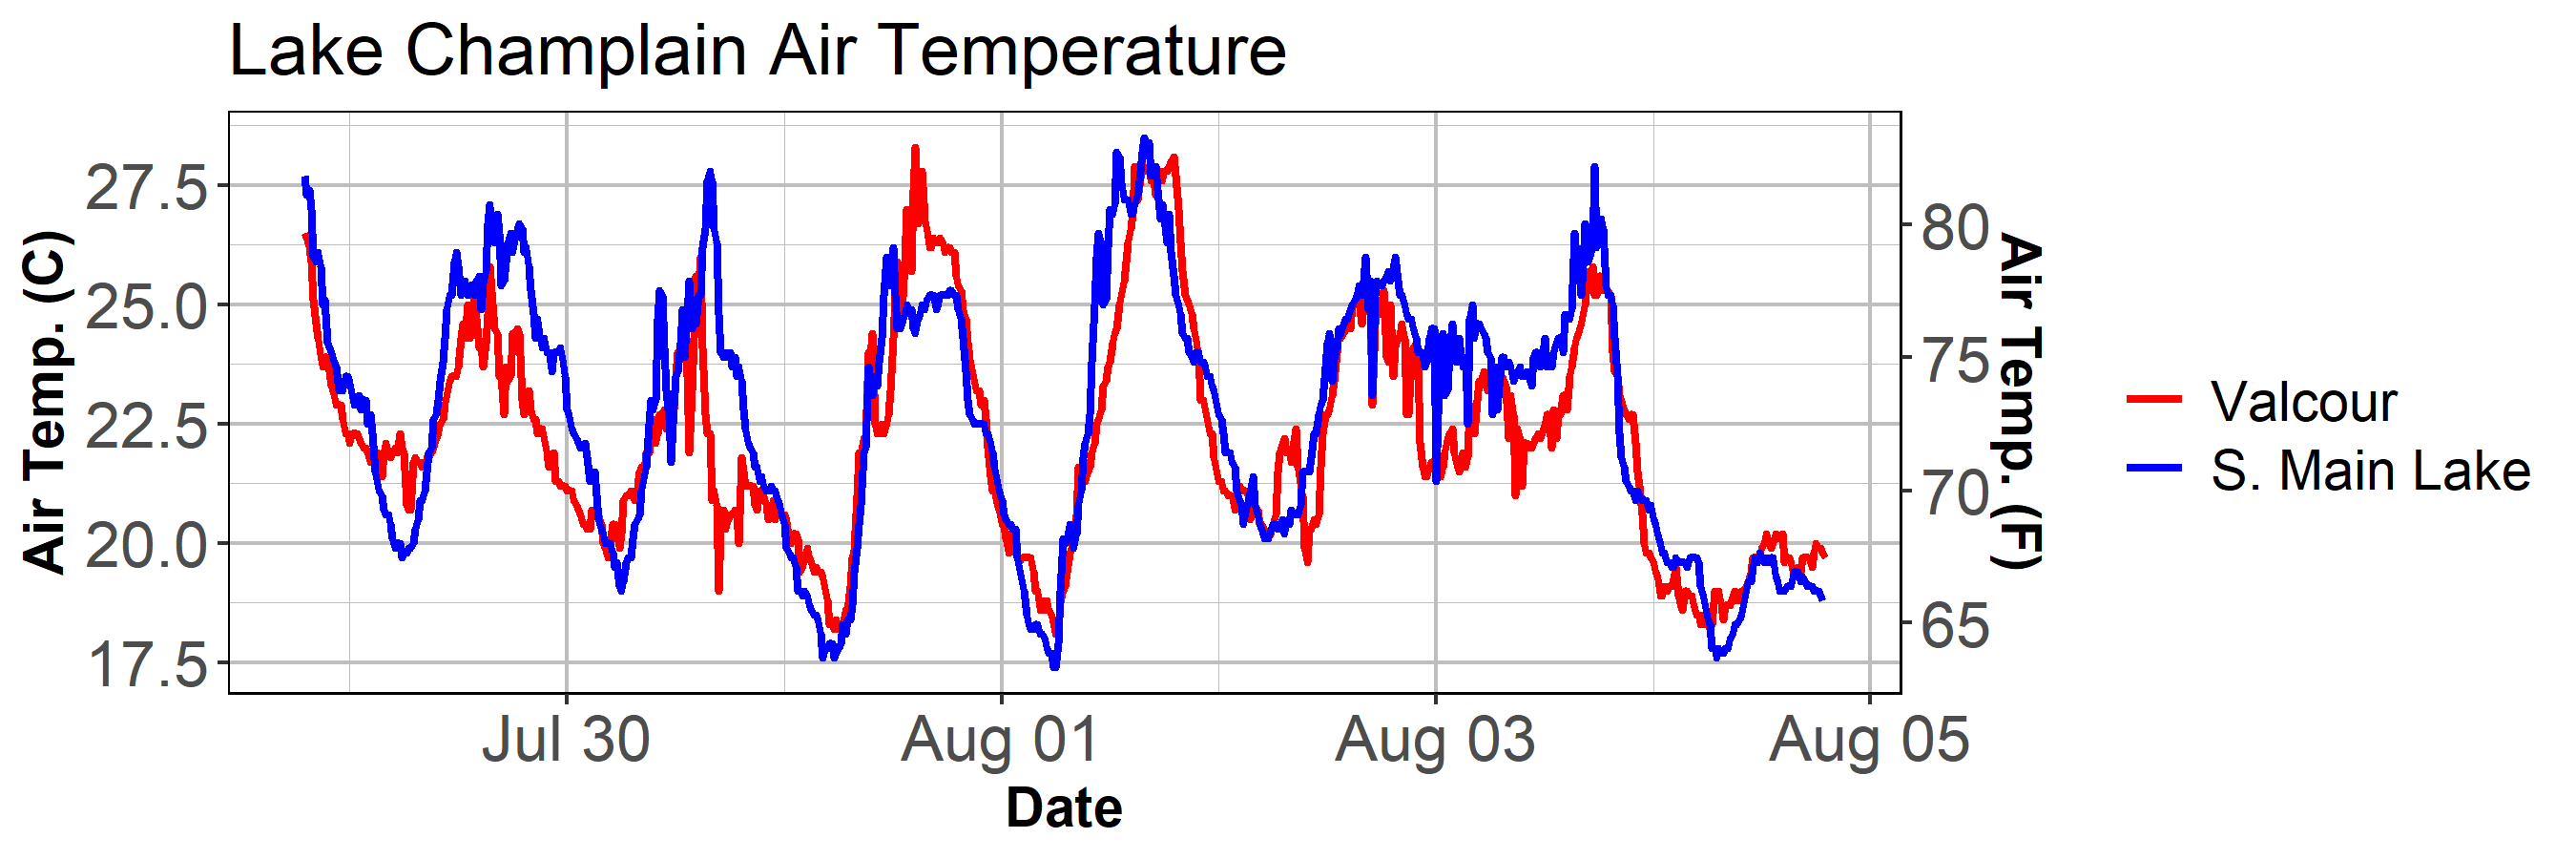 Lake Champlain Air Temperature
Air Temp. (C)
27.5
25.0
22.5
20.0
17.5
80
75
70
65
Air Temp. (F)
Jul 30
Aug 01
Aug 03
Aug 05
Date
Valcour
S. Main Lake